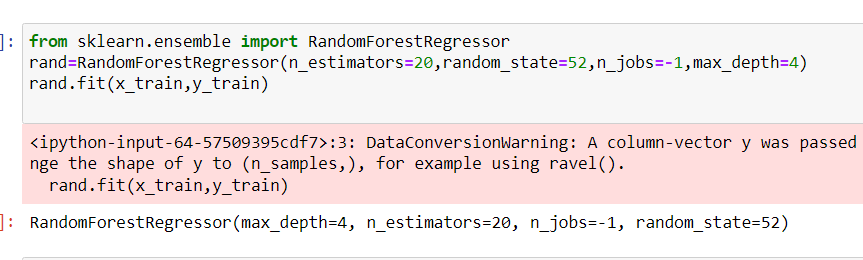 ]: from sklearn.ensemble import RandomForestRegressor
rand=RandomForestRegressor(n_estimators=20,random_state=52,n_jobs=-1,max_depth=4)
rand.fit(x_train,y_train)
<ipython-input-64-57509395cdf7>:3: DataConversionWarning: A column-vector y was passed
nge the shape of y to (n_samples,), for example using ravel().
rand.fit(x_train,y_train)
]: RandomForestRegressor(max_depth=4, n_estimators=20, n_jobs=-1, random_state=52)